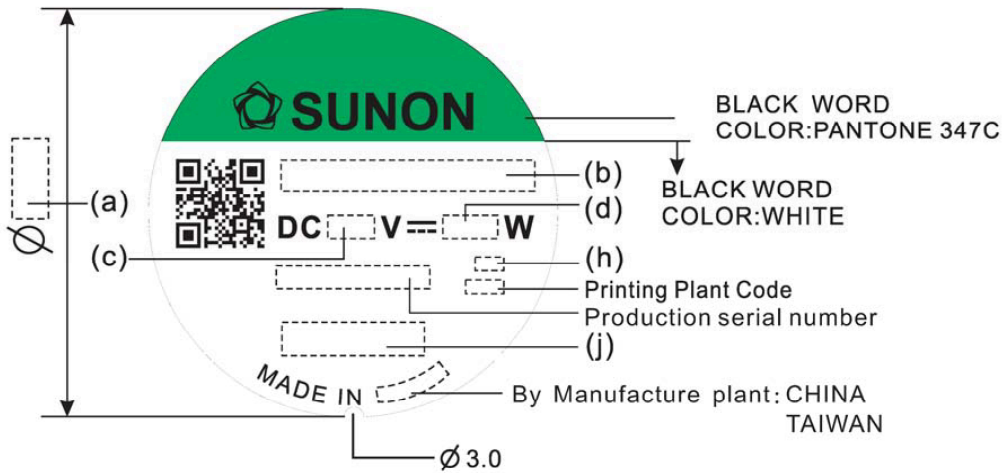 SUNON
BLACK WORD
COLOR:PANTONE 347C
(b)
BLACK WORD
COLOR:WHITE
(a)
Ø
DC V W
(d)
(c)
(h)
Printing Plant Code
Production serial number
(j)
MADE IN
By Manufacture plant: CHINA
TAIWAN
Ø 3.0